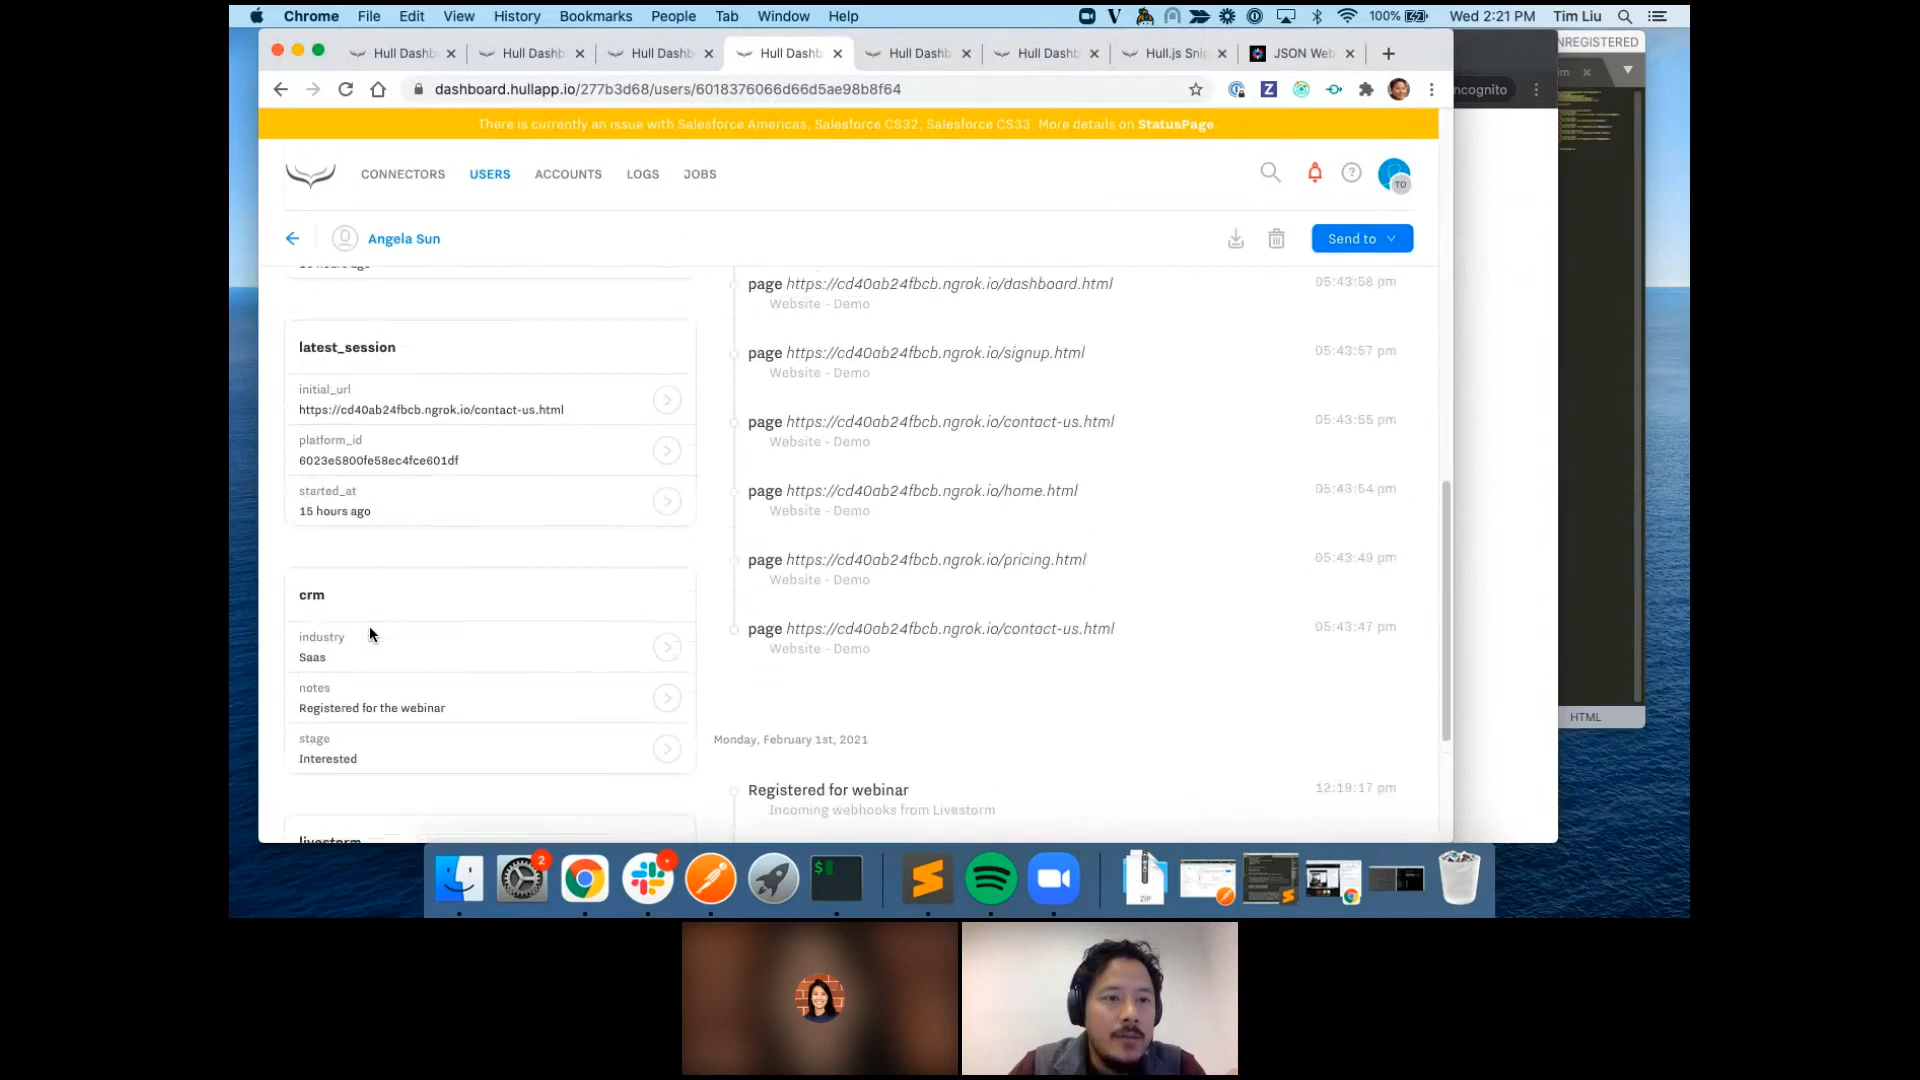 Chrome File Edit View History Bookmarks People Tab Window Help
100% Wed 2:21 PM Tim Liu
Hull Dashb Hull Dashb Hull Dashb Hull Dashb Hull Dashb Hull Dashb Hull.js Snip JSON Web
NREGISTERED
dashboard.hullapp.io/277b3d68/users/6018376066d66d5ae98b8f64
ncognito
There is currently an issue with Salesforce Americas, Salesforce CS32, Salesforce CS33. More details on StatusPage.
CONNECTORS USERS ACCOUNTS LOGS JOBS
TO
Angela Sun
Send to
latest_session
initial_url
https://cd40ab24fbcb.ngrok.io/contact-us.html
platform_id
6023e5800fe58ec4fce601df
started_at
15 hours ago
crm
industry
Saas
notes
Registered for the webinar
stage
Interested
livestorm
page https://cd40ab24fbcb.ngrok.io/dashboard.html 05:43:58 pm
Website - Demo
page https://cd40ab24fbcb.ngrok.io/signup.html 05:43:57 pm
Website - Demo
page https://cd40ab24fbcb.ngrok.io/contact-us.html 05:43:55 pm
Website - Demo
page https://cd40ab24fbcb.ngrok.io/home.html 05:43:54 pm
Website - Demo
page https://cd40ab24fbcb.ngrok.io/pricing.html 05:43:49 pm
Website - Demo
page https://cd40ab24fbcb.ngrok.io/contact-us.html 05:43:47 pm
Website - Demo
Monday, February 1st, 2021
Registered for webinar 12:19:17 pm
Incoming webhooks from Livestorm
HTML
2
ZIP